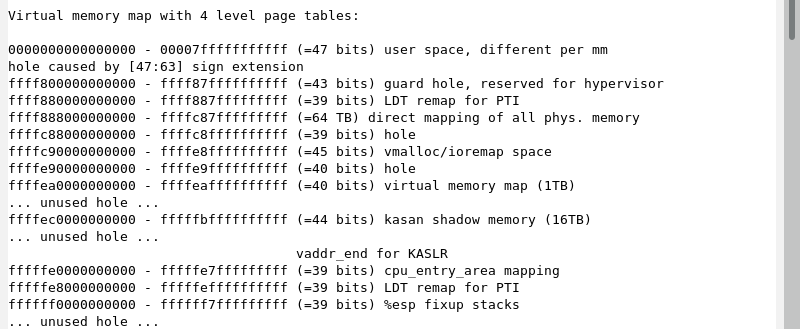 Virtual memory map with 4 level page tables:
0000000000000000 - 00007fffffffffff (=47 bits) user space, different per mm
hole caused by [47:63] sign extension
ffff800000000000 - ffff87ffffffffff (=43 bits) guard hole, reserved for hypervisor
ffff880000000000 - ffff887fffffffff (=39 bits) LDT remap for PTI
ffff888000000000 - ffffc87fffffffff (=64 TB) direct mapping of all phys. memory
ffffc88000000000 - ffffc8ffffffffff (=39 bits) hole
ffffc90000000000 - ffffe8ffffffffff (=45 bits) vmalloc/ioremap space
ffffe90000000000 - ffffe9ffffffffff (=40 bits) hole
ffffea0000000000 - ffffeaffffffffff (=40 bits) virtual memory map (1TB)
... unused hole ...
ffffec0000000000 - fffffbffffffffff (=44 bits) kasan shadow memory (16TB)
... unused hole ...
vaddr_end for KASLR
fffffe0000000000 - fffffe7fffffffff (=39 bits) cpu_entry_area mapping
fffffe8000000000 - fffffeffffffffff (=39 bits) LDT remap for PTI
ffffff0000000000 - ffffff7fffffffff (=39 bits) %esp fixup stacks
... unused hole ...